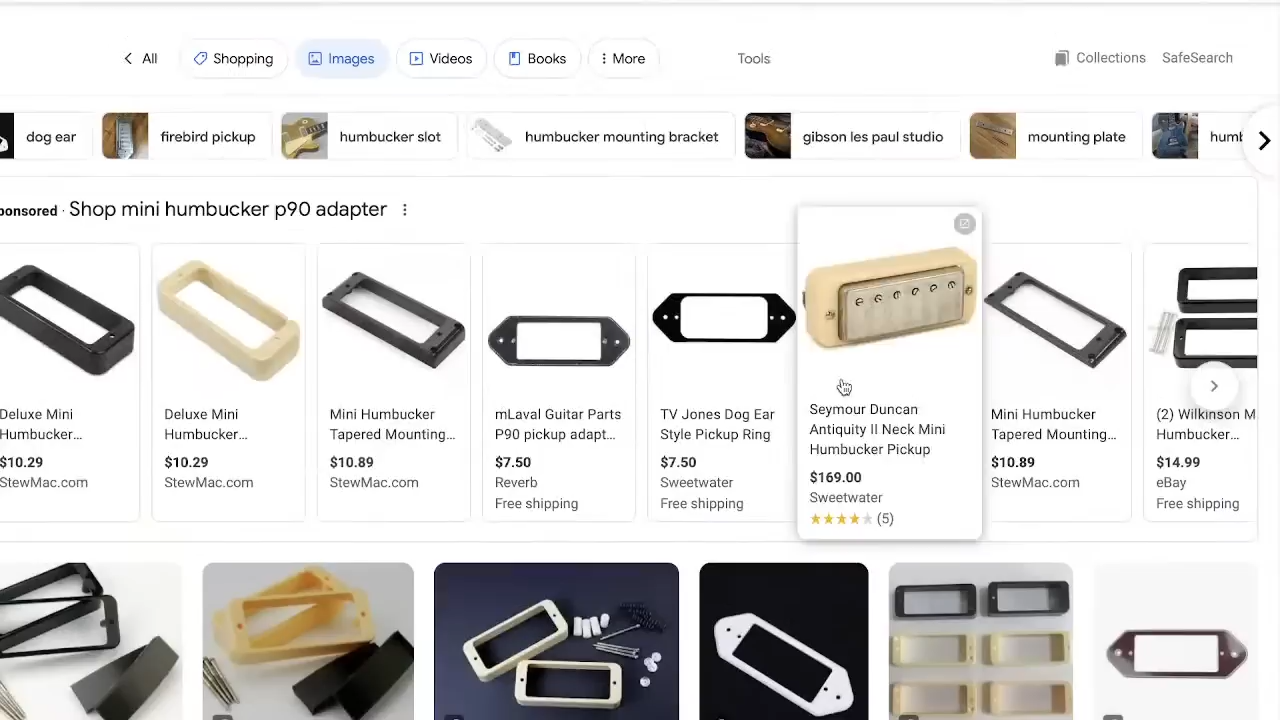 All
Shopping
Images
Videos
Books
More
Tools
Collections
SafeSearch
dog ear
firebird pickup
humbucker slot
humbucker mounting bracket
gibson les paul studio
mounting plate
humb
ponsored · Shop mini humbucker p90 adapter
Deluxe Mini
Humbucker...
$10.29
StewMac.com
Deluxe Mini
Humbucker...
$10.29
StewMac.com
Mini Humbucker
Tapered Mounting...
$10.89
StewMac.com
mLaval Guitar Parts
P90 pickup adapt...
$7.50
Reverb
Free shipping
TV Jones Dog Ear
Style Pickup Ring
$7.50
Sweetwater
Free shipping
Seymour Duncan
Antiquity II Neck Mini
Humbucker Pickup
$169.00
Sweetwater
(5)
Mini Humbucker
Tapered Mounting...
$10.89
StewMac.com
(2) Wilkinson M
Humbucker...
$14.99
eBay
Free shipping